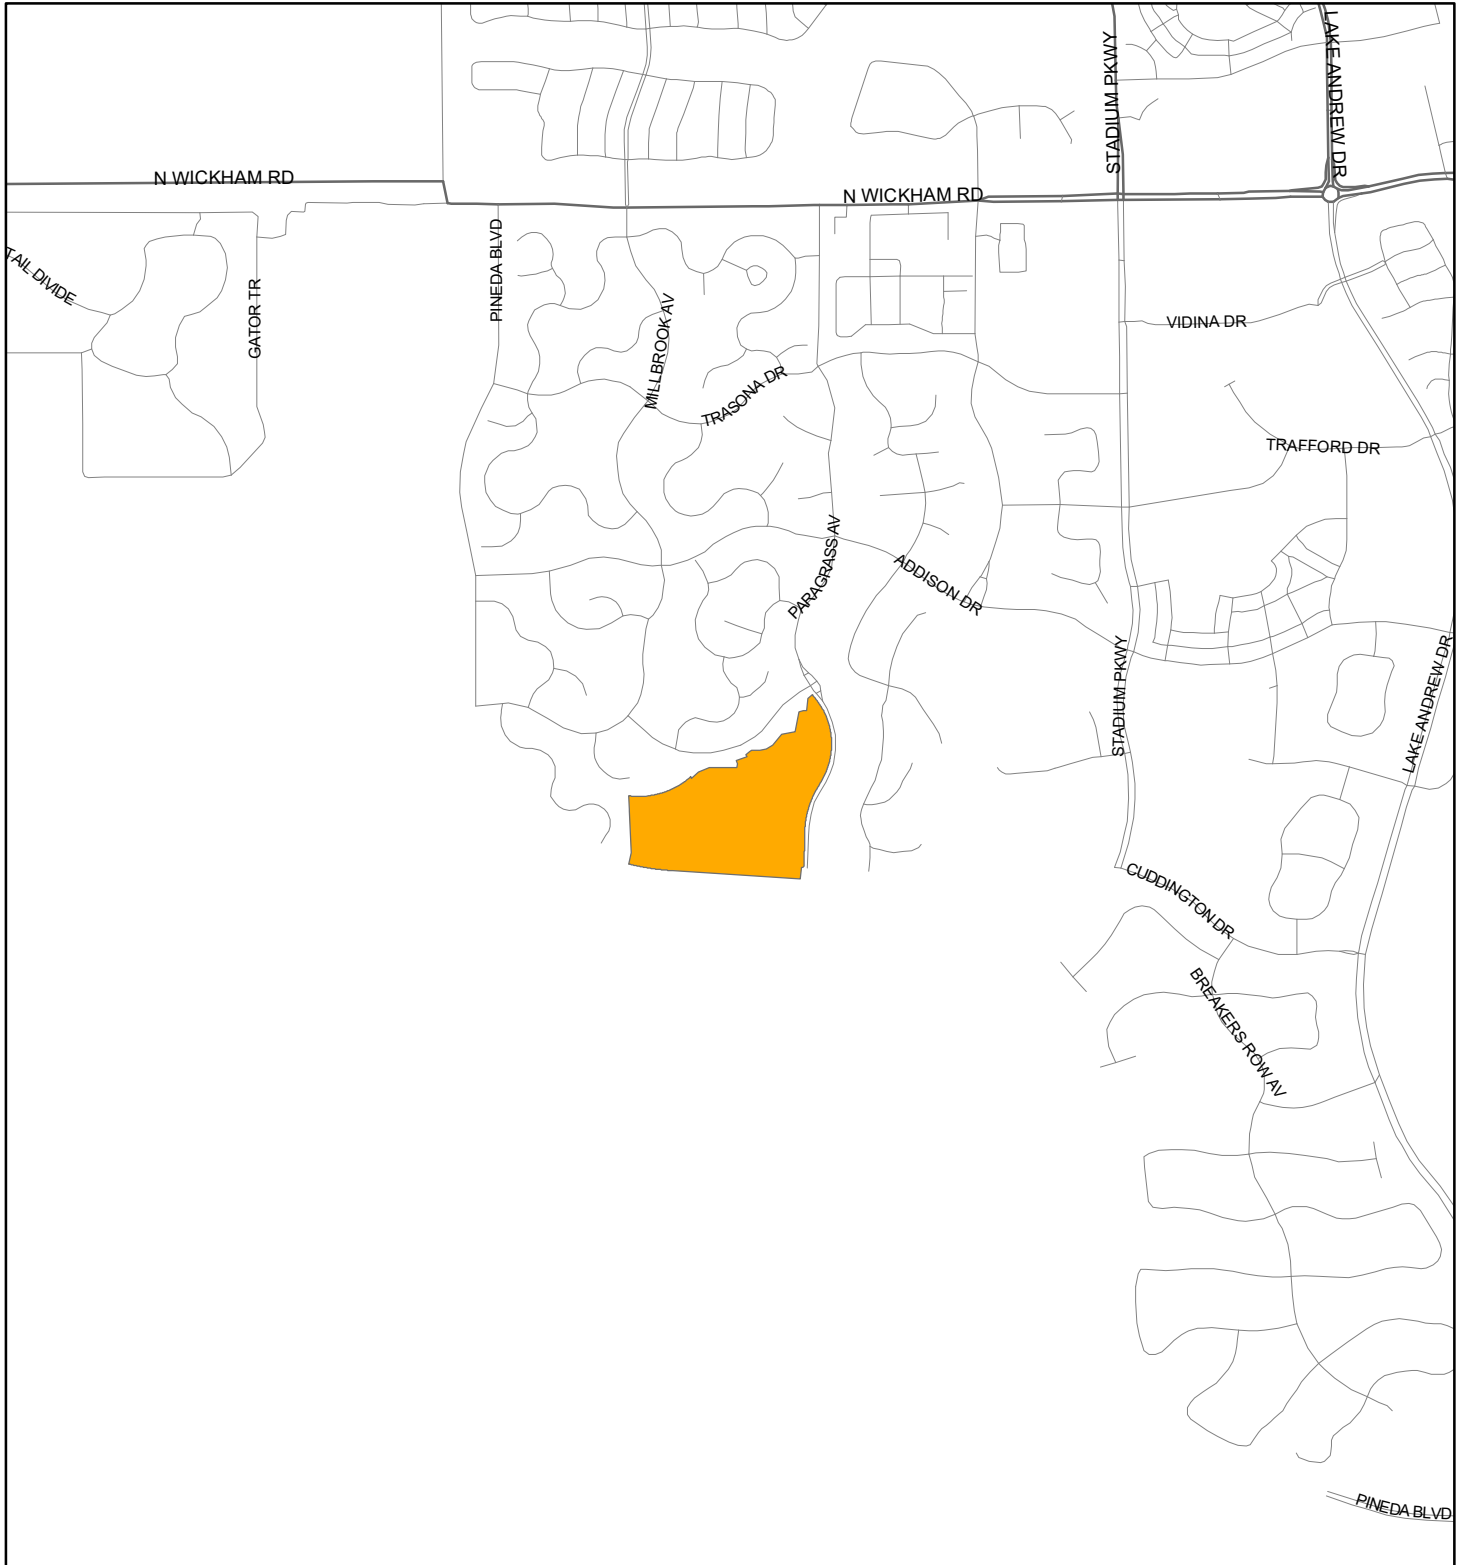 LAKE ANDREW DR
STADIUM PKWY
N WICKHAM RD
N WICKHAM RD
TAIL DIVIDE
GATOR TR
PINEDA BLVD
MILLBROOK AV
TRASONA DR
VIDINA DR
TRAFFORD DR
PARAGRASS AV
ADDISON DR
STADIUM PKWY
LAKE ANDREW DR
CUDDINGTON DR
BREAKERS ROW AV
PINEDA BLVD